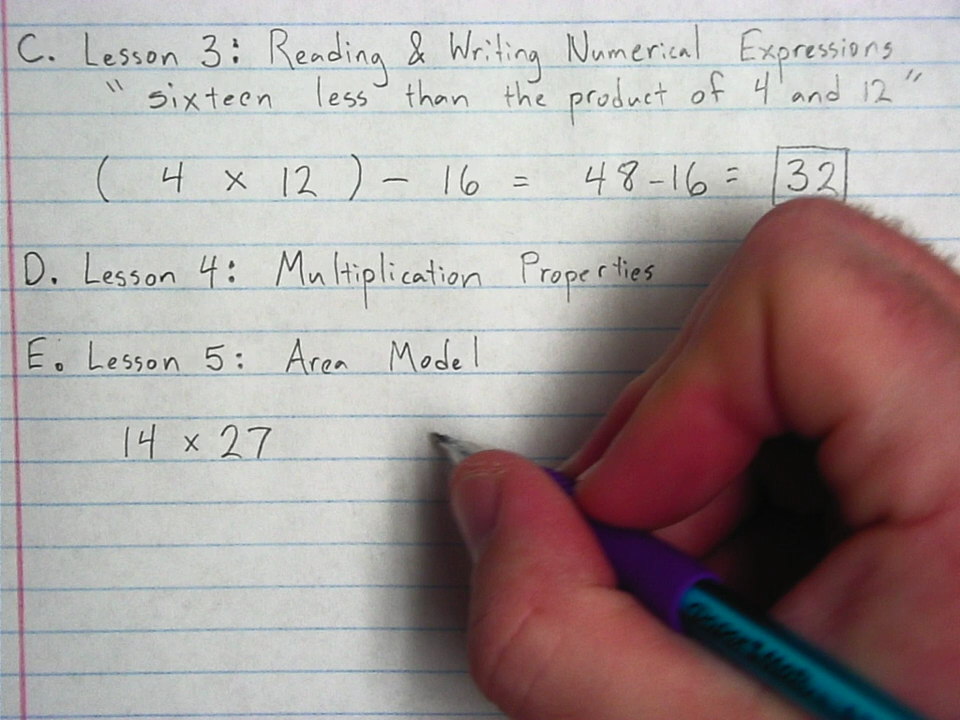 C. Lesson 3: Reading & Writing Numerical Expressions
" sixteen less than the product of 4 and 12 "
( 4 x 12 ) - 16 = 48-16 = 32
D. Lesson 4: Multiplication Properties
E. Lesson 5: Area Model
14 x 27